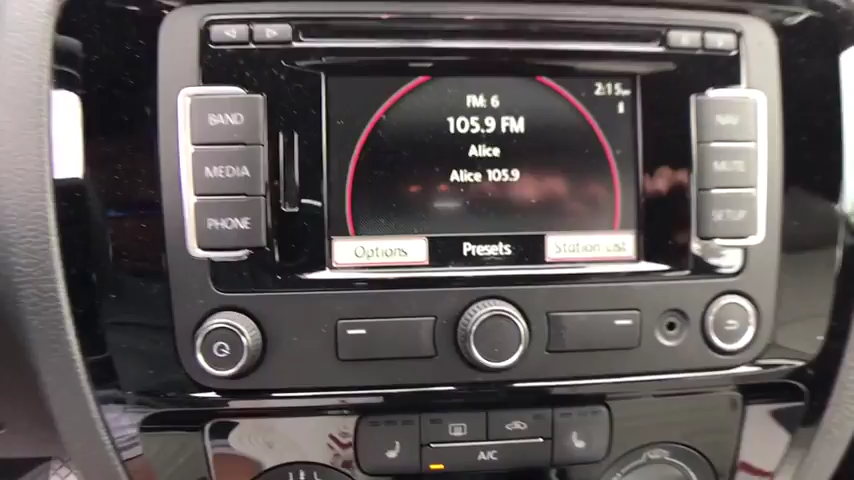 BAND
MEDIA
PHONE
FM: 6
2:15
105.9 FM
Alice
Alice 105.9
Options
Presets
Station List
NAV
MUTE
SETUP
A/C